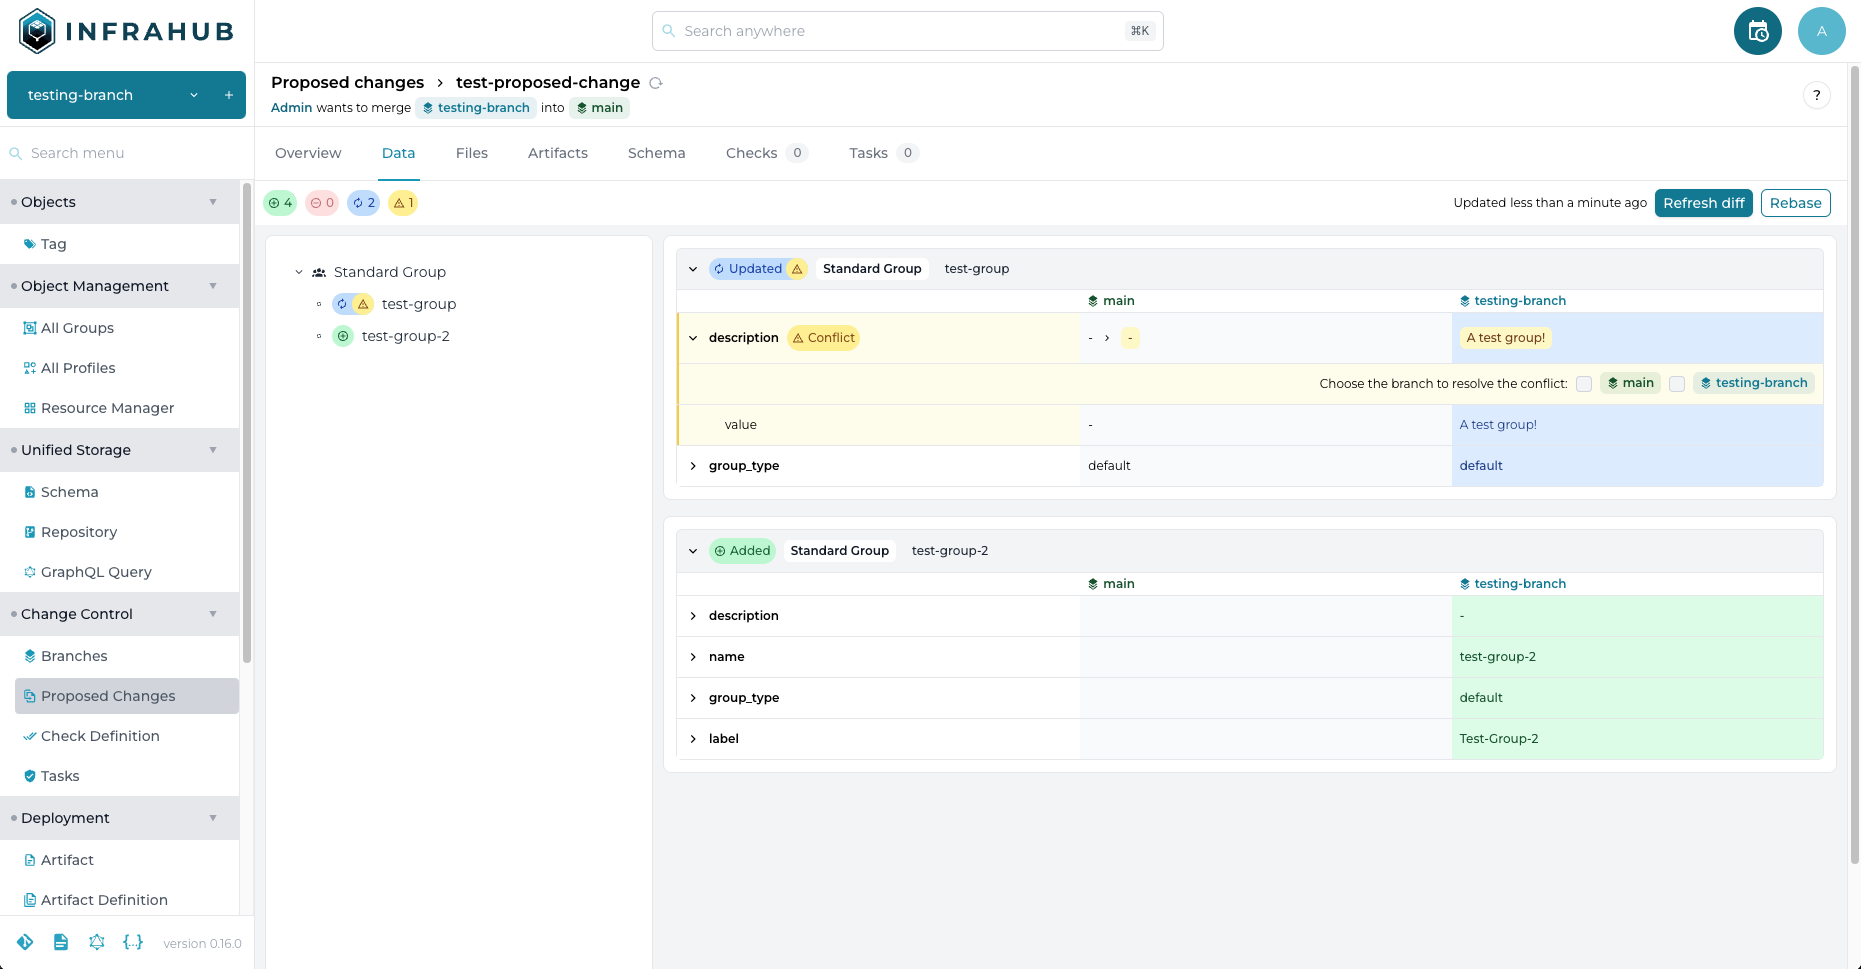 INFRAHUB
Search anywhere
⌘K
A
testing-branch
+
Search menu
Objects
Tag
Object Management
All Groups
All Profiles
Resource Manager
Unified Storage
Schema
Repository
GraphQL Query
Change Control
Branches
Proposed Changes
Check Definition
Tasks
Deployment
Artifact
Artifact Definition
version 0.16.0
Proposed changes > test-proposed-change
Admin wants to merge testing-branch into main
?
Overview Data Files Artifacts Schema Checks 0 Tasks 0
4 0 2 1
Updated less than a minute ago Refresh diff Rebase
Standard Group
test-group
test-group-2
Updated Standard Group test-group
main testing-branch
description Conflict - > - A test group!
Choose the branch to resolve the conflict: main testing-branch
value - A test group!
group_type default default
Added Standard Group test-group-2
main testing-branch
description -
name test-group-2
group_type default
label Test-Group-2